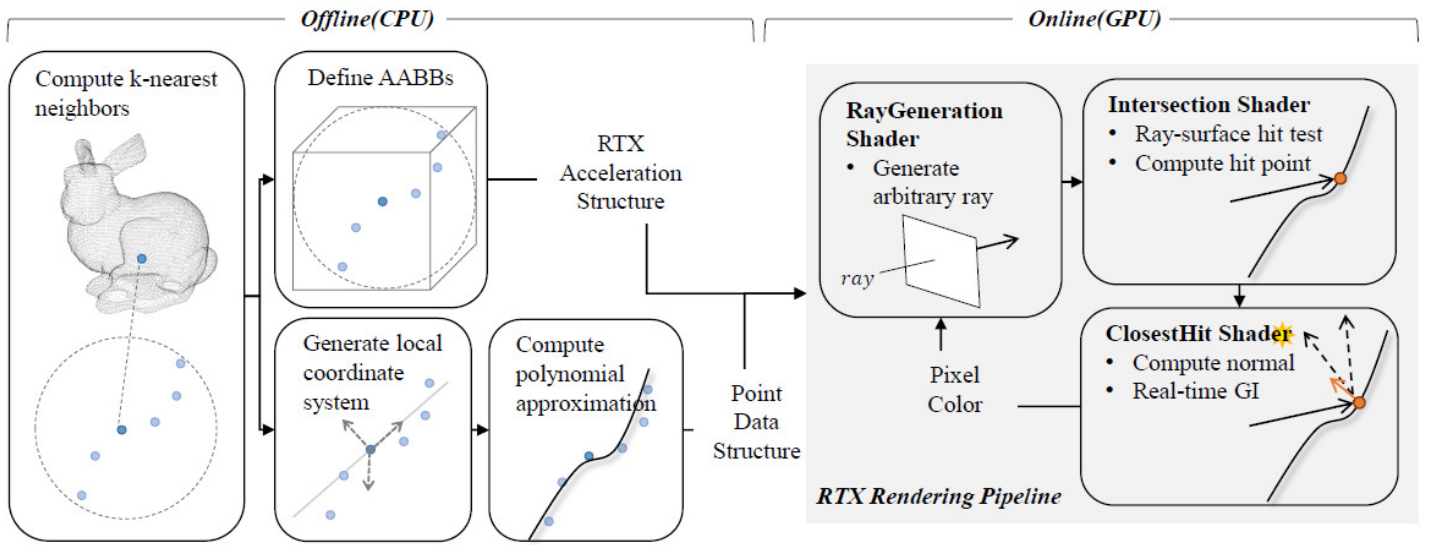 Offline(CPU)
Online(GPU)
Compute k-nearest
neighbors
Define AABBs
RTX
Acceleration
Structure
Generate local
coordinate
system
Compute
polynomial
approximation
Point
Data
Structure
RayGeneration
Shader
• Generate
arbitrary ray
ray
Intersection Shader
• Ray-surface hit test
• Compute hit point
ClosestHit Shader
• Compute normal
• Real-time GI
Pixel
Color
RTX Rendering Pipeline